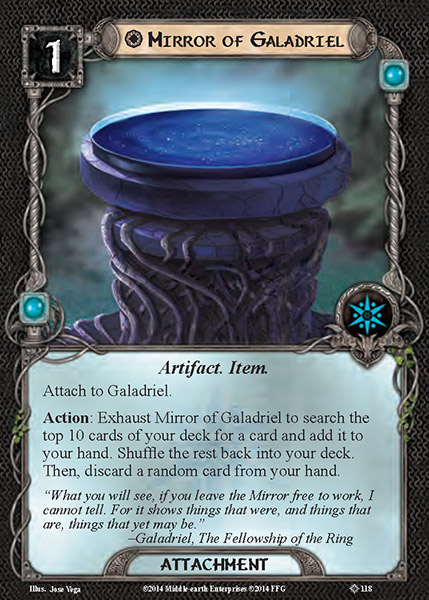 1
MIRROR OF GALADRIEL
Artifact. Item.
Attach to Galadriel.
Action: Exhaust Mirror of Galadriel to search the
top 10 cards of your deck for a card and add it to
your hand. Shuffle the rest back into your deck.
Then, discard a random card from your hand.
“What you will see, if you leave the Mirror free to work, I
cannot tell. For it shows things that were, and things that
are, things that yet may be.”
–Galadriel, The Fellowship of the Ring
ATTACHMENT
Illus. Jose Vega ©2014 Middle-earth Enterprises ©2014 FFG 118